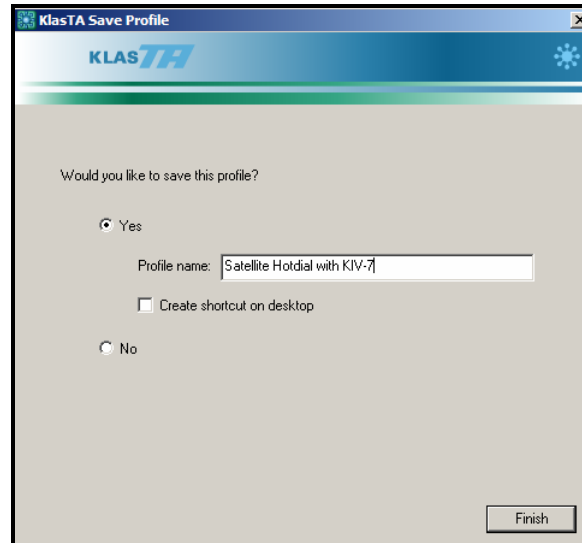 KlasTA Save Profile
KLASTA
Would you like to save this profile?
Yes
Profile name: Satellite Hotdial with KIV-7
Create shortcut on desktop
No
Finish